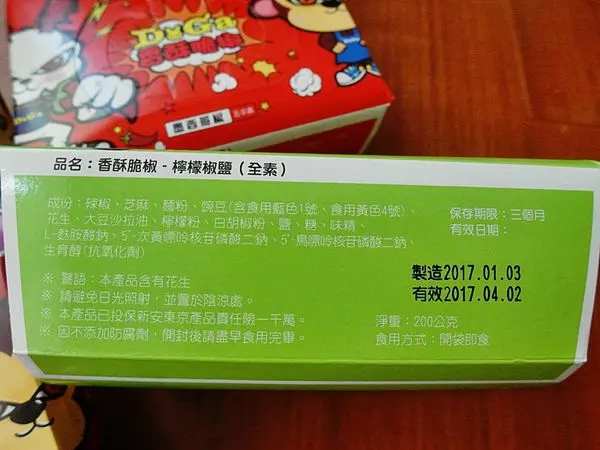 DoGa
香酥脆椒
品名：香酥脆椒 - 檸檬椒鹽（全素）
成份：辣椒、芝麻、麵粉、豌豆(含食用藍色1號、食用黃色4號)、
花生、大豆沙拉油、檸檬粉、白胡椒粉、鹽、糖、味精、
L-麩胺酸鈉、5'-次黃嘌呤核苷磷酸二鈉、5'-鳥嘌呤核苷磷酸二鈉、
生育醇(抗氧化劑)
※ 警語：本產品含有花生
※ 請避免日光照射，並置於陰涼處。
※ 本產品已投保新安東京產品責任險一千萬。
※ 因不添加防腐劑，開封後請盡早食用完畢。
保存期限：三個月
有效日期：
製造2017.01.03
有效2017.04.02
淨重：200公克
食用方式：開袋即食